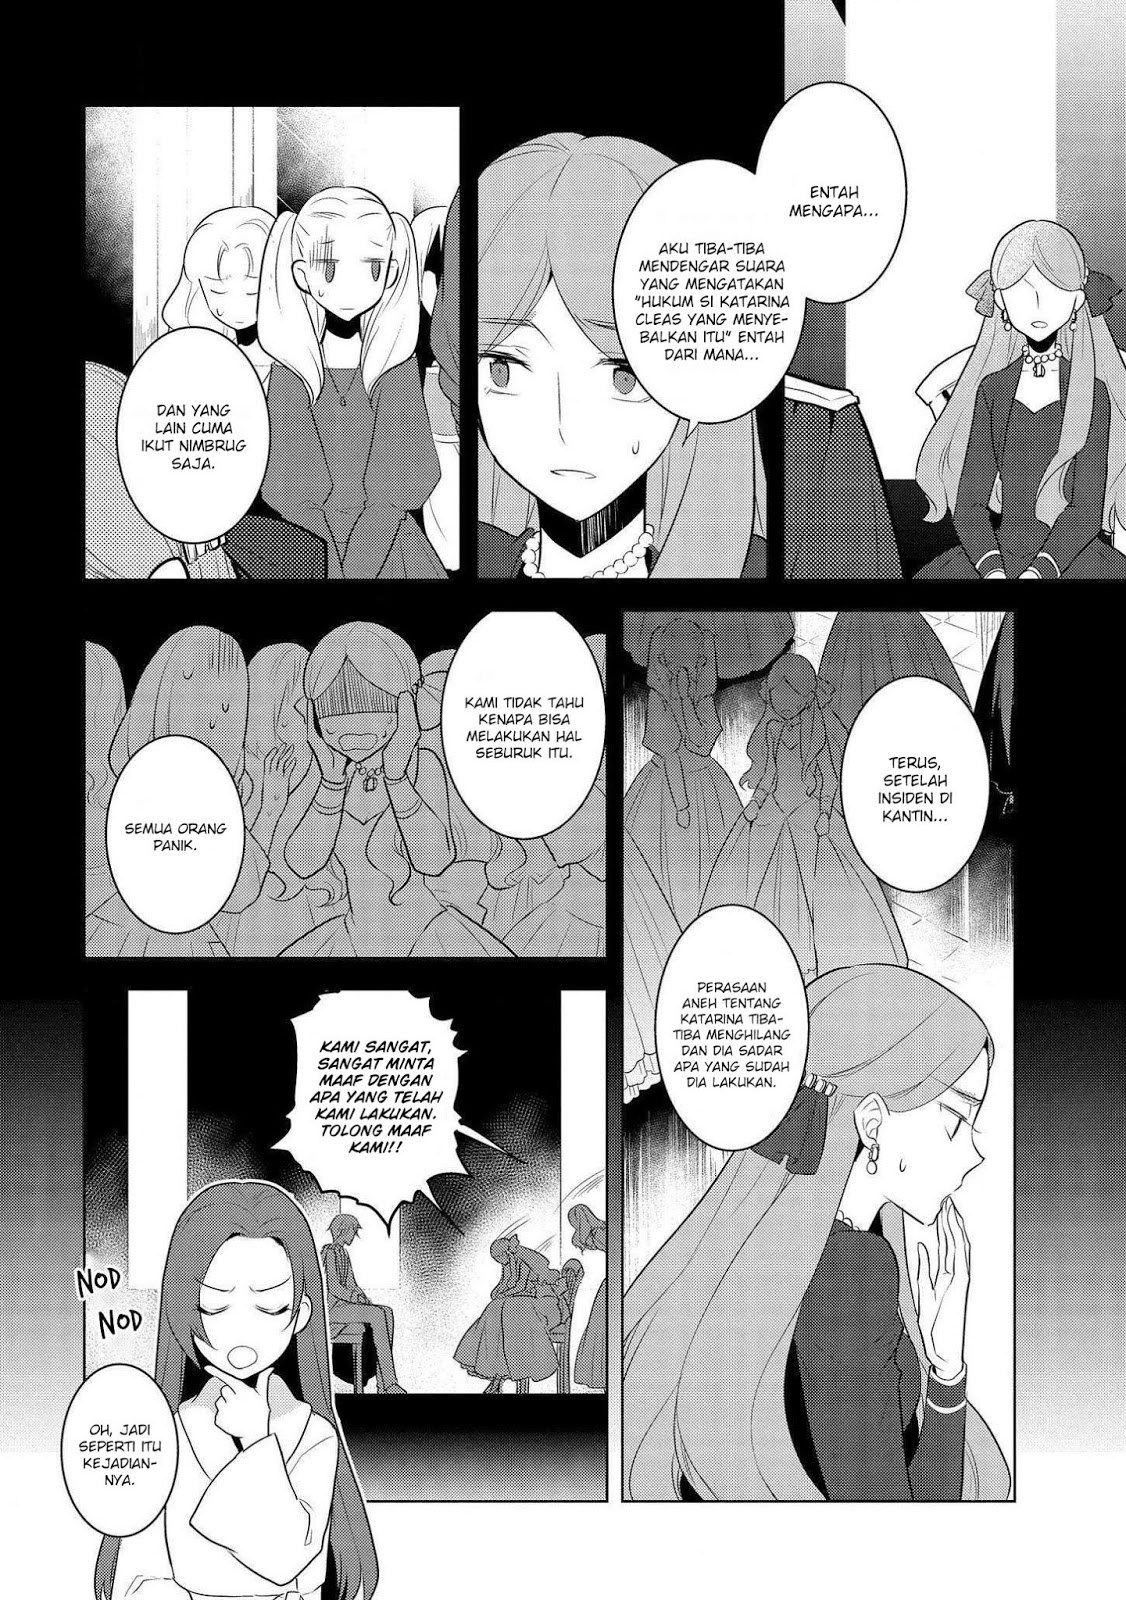 ENTAH
MENGAPA...
AKU TIBA-TIBA
MENDENGAR SUARA
YANG MENGATAKAN
"HUKUM SI KATARINA
CLEAS YANG MENYE-
BALKAN ITU" ENTAH
DARI MANA...
DAN YANG
LAIN CUMA
IKUT NIMBRUG
SAJA.
TERUS,
SETELAH
INSIDEN DI
KANTIN...
PERASAAN
ANEH TENTANG
KATARINA TIBA-
TIBA MENGHILANG
DAN DIA SADAR
APA YANG SUDAH
DIA LAKUKAN.
KAMI TIDAK TAHU
KENAPA BISA
MELAKUKAN HAL
SEBURUK ITU.
SEMUA ORANG
PANIK.
KAMI SANGAT,
SANGAT MINTA
MAAF DENGAN
APA YANG TELAH
KAMI LAKUKAN.
TOLONG MAAF
KAMI!!
NOD
NOD
OH, JADI
SEPERTI ITU
KEJADIAN-
NYA.